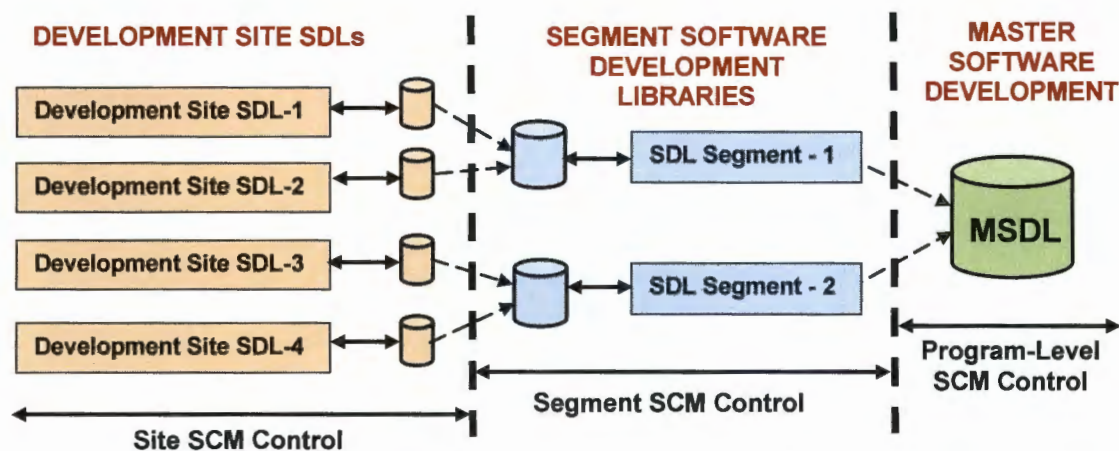 DEVELOPMENT SITE SDLs
Development Site SDL-1
Development Site SDL-2
Development Site SDL-3
Development Site SDL-4
Site SCM Control
SEGMENT SOFTWARE
DEVELOPMENT
LIBRARIES
SDL Segment - 1
SDL Segment - 2
Segment SCM Control
MASTER
SOFTWARE
DEVELOPMENT
MSDL
Program-Level
SCM Control